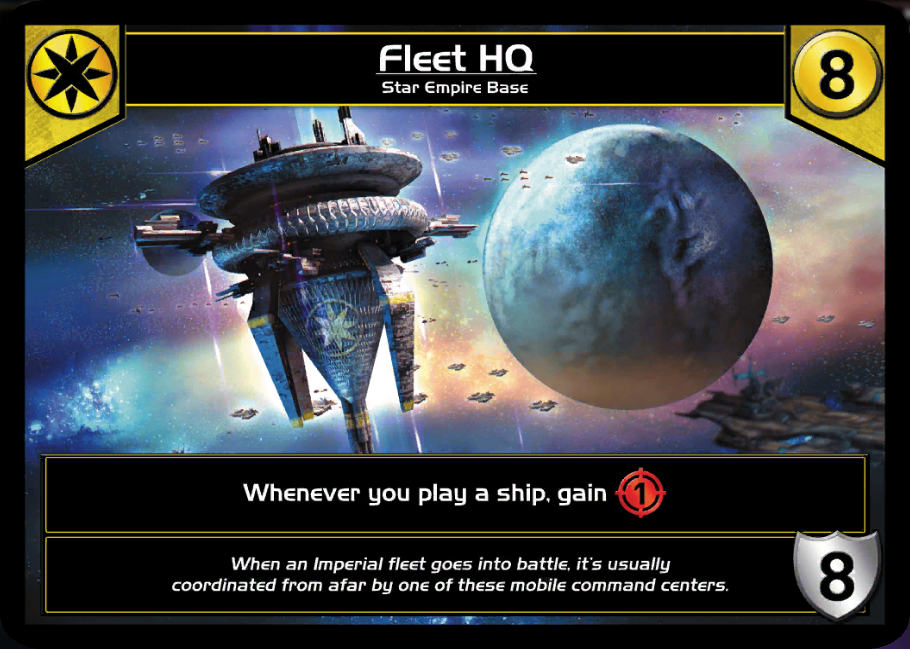 Fleet HQ
8
Star Empire Base
Whenever you play a ship, gain 1
When an Imperial fleet goes into battle, it's usually
coordinated from afar by one of these mobile command centers.
8